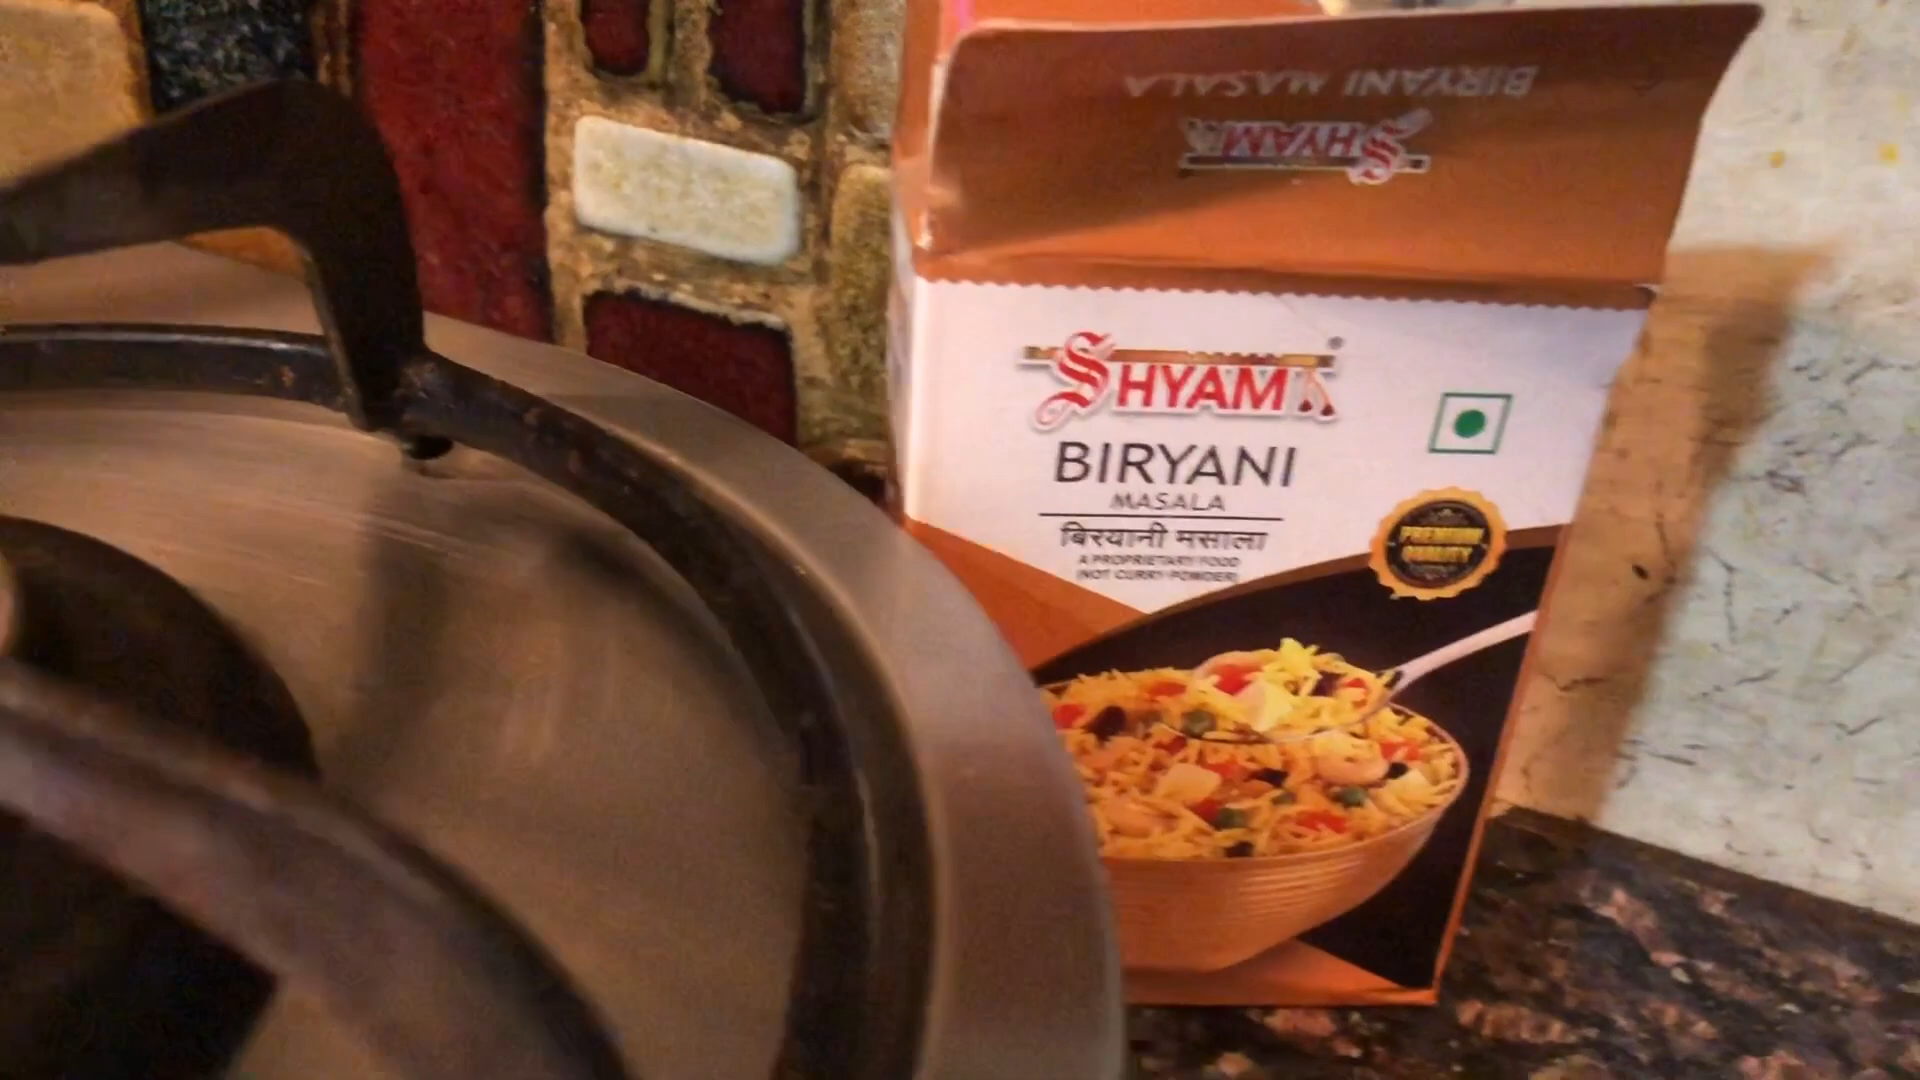 BIRYANI MASALA
SHYAM
SHYAM
BIRYANI
MASALA
बिरयानी मसाला
A PROPRIETARY FOOD
(NOT CURRY POWDER)
PREMIUM
QUALITY